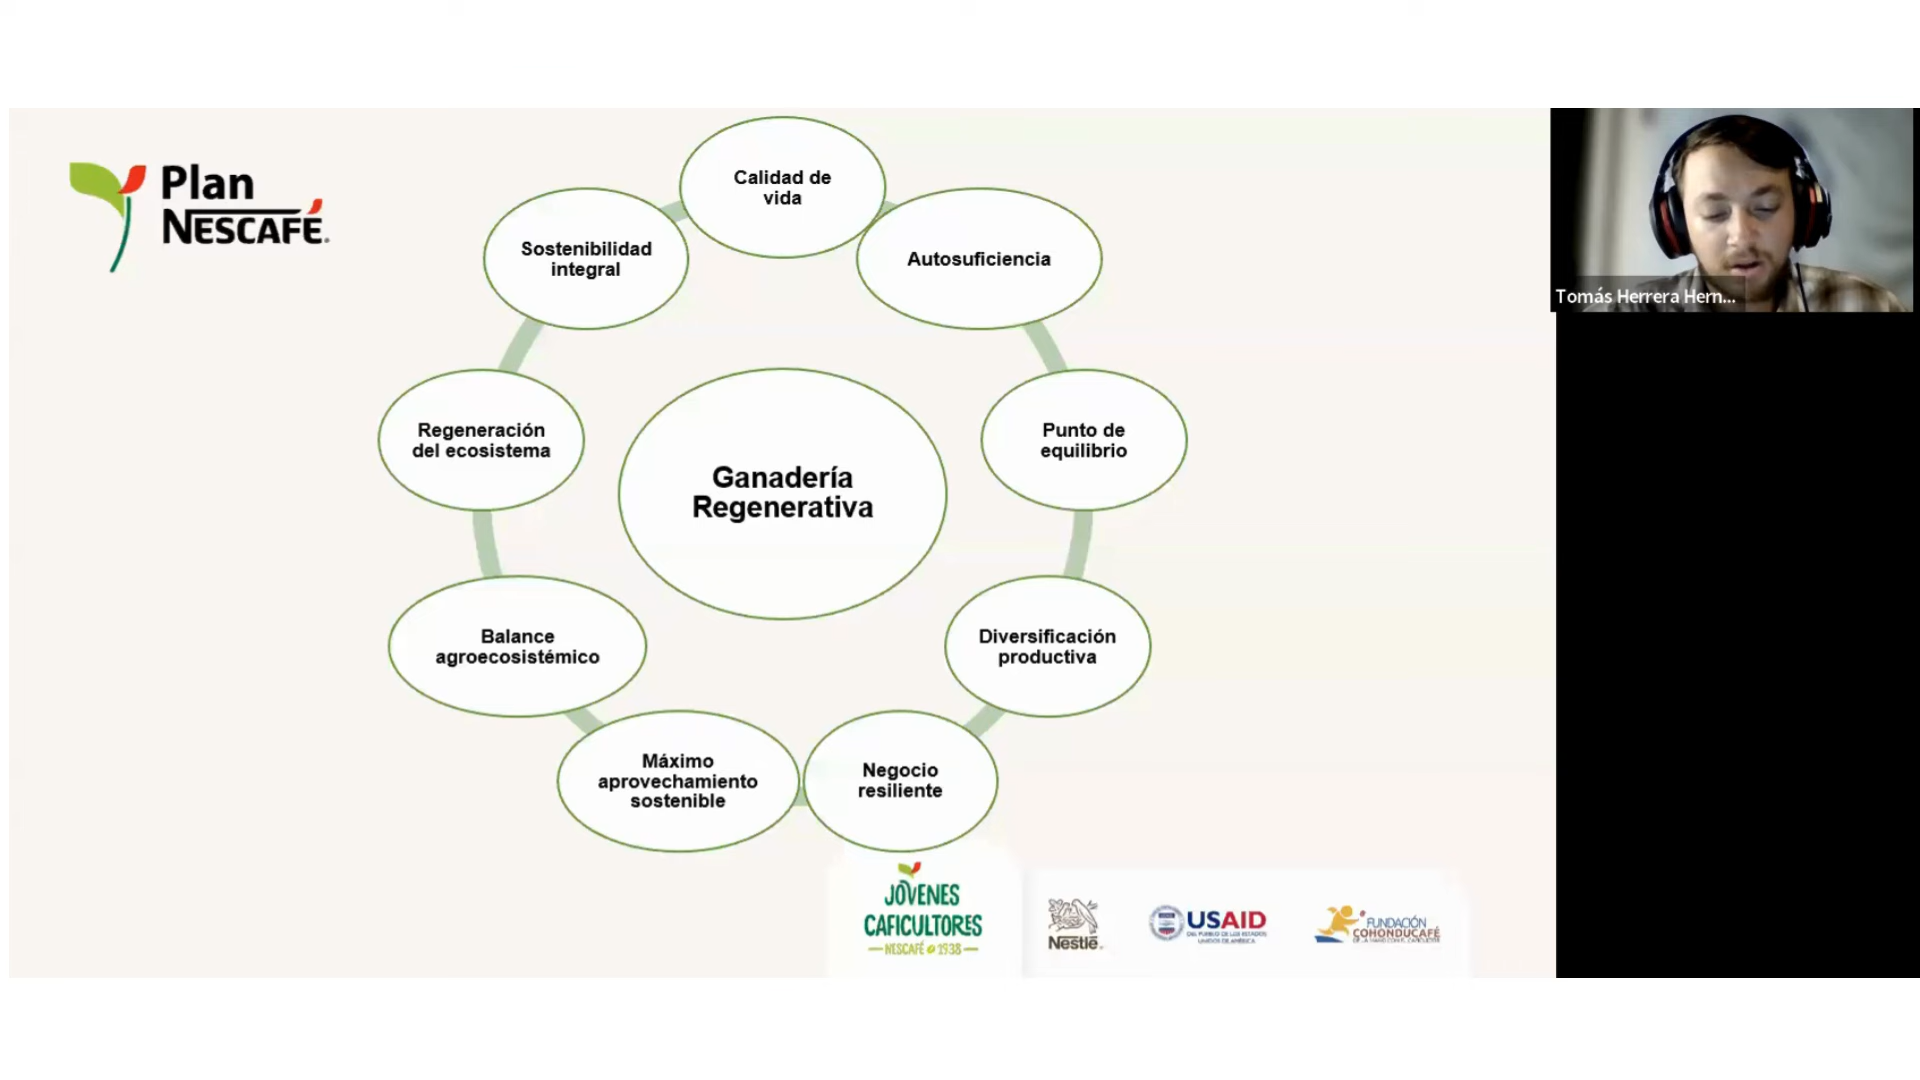 Plan
NESCAFÉ.
Calidad de
vida
Autosuficiencia
Punto de
equilibrio
Diversificación
productiva
Negocio
resiliente
Máximo
aprovechamiento
sostenible
Balance
agroecosistémico
Regeneración
del ecosistema
Sostenibilidad
integral
Ganadería
Regenerativa
Tomás Herrera Hern...
JÓVENES
CAFICULTORES
NESCAFÉ 1938
Nestlé
USAID
DEL PUEBLO DE LOS ESTADOS
UNIDOS DE AMÉRICA
FUNDACIÓN
COHONDUCAFÉ